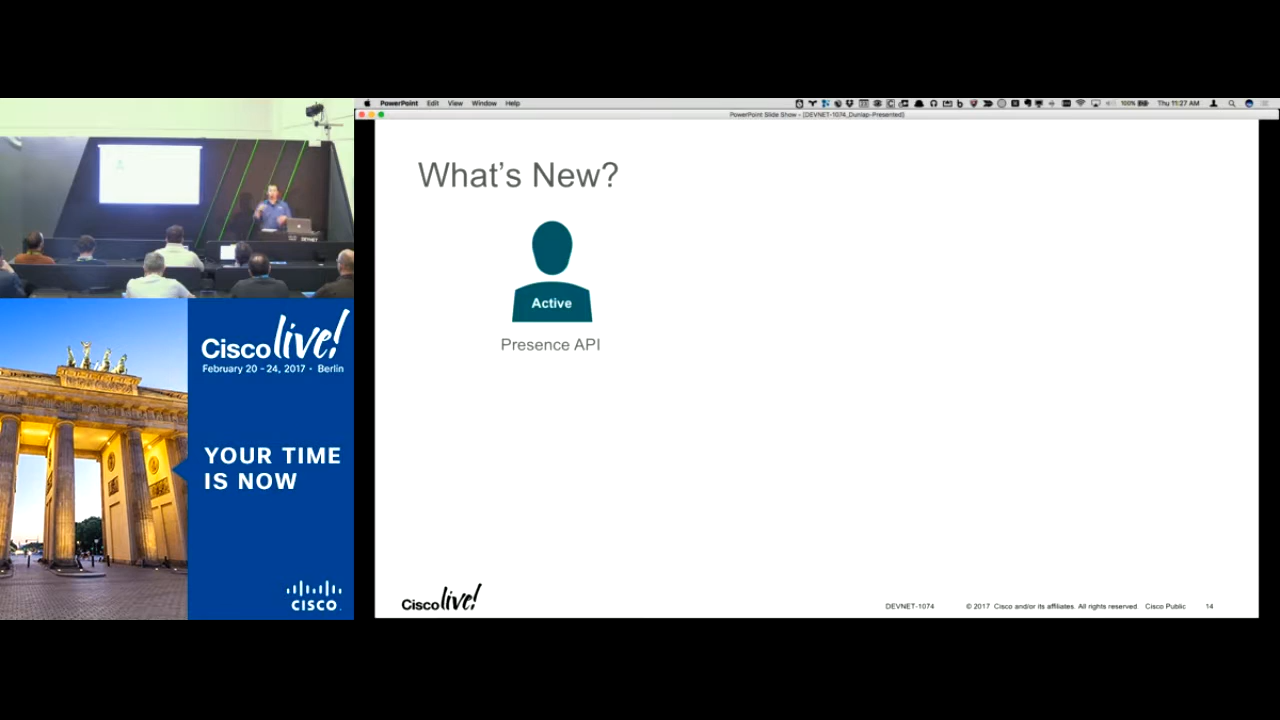 PowerPoint Edit View Window Help
100% Thu 11:27 AM
PowerPoint Slide Show - [DEVNET-1074_Dunlap-Presented]
What's New?
Active
Presence API
Cisco live!
DEVNET-1074 © 2017 Cisco and/or its affiliates. All rights reserved. Cisco Public 14
DEVNET
Cisco live!
February 20 - 24, 2017 • Berlin
YOUR TIME
IS NOW
CISCO